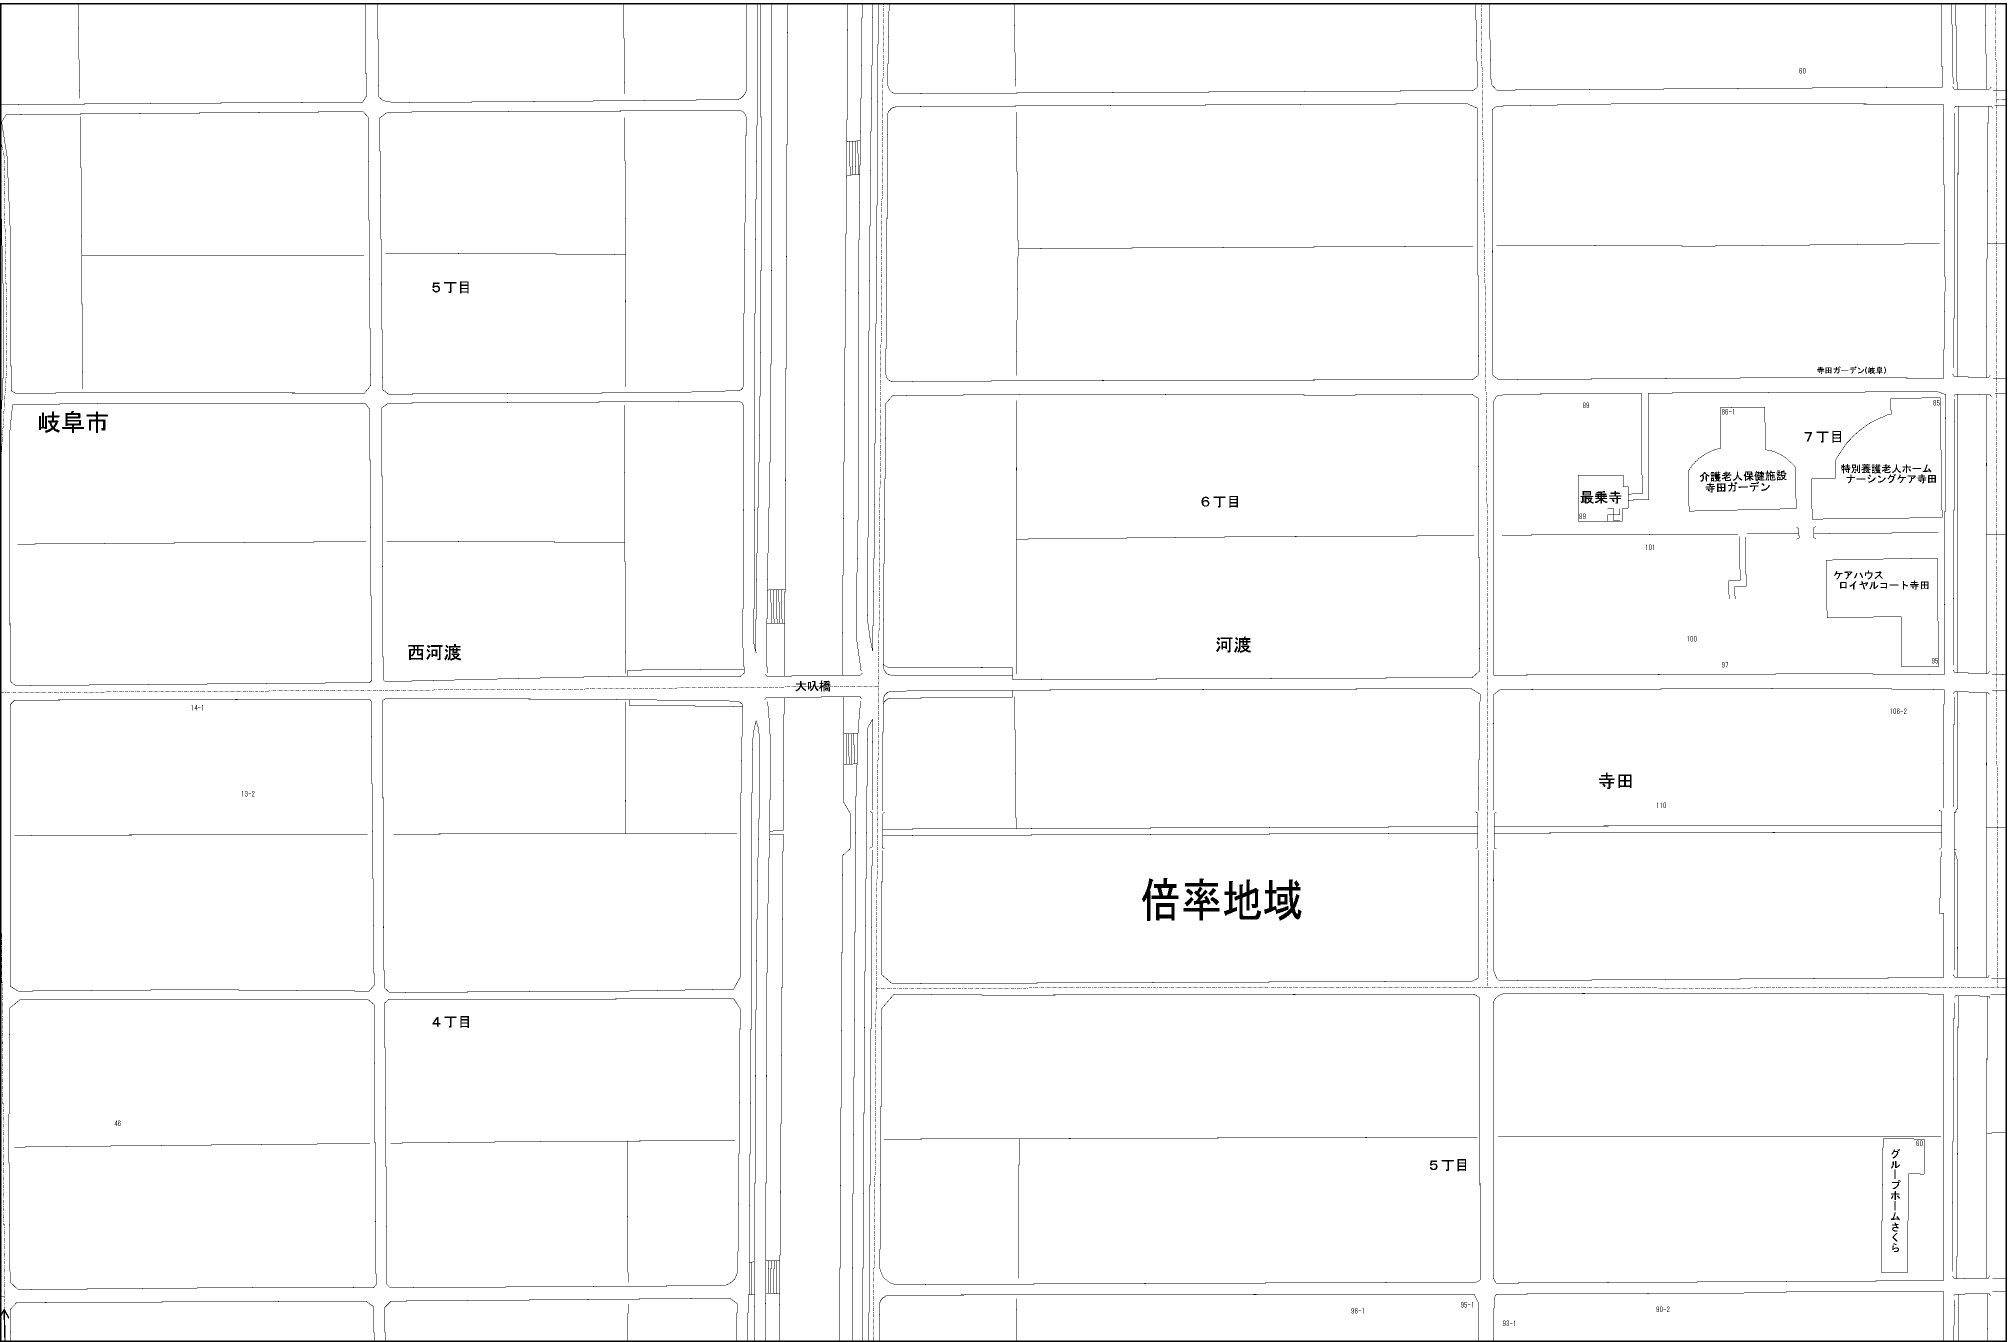 60
5丁目
寺田ガーデン(岐阜)
岐阜市
89
86-1
85
7丁目
介護老人保健施設
寺田ガーデン
特別養護老人ホーム
ナーシングケア寺田
最乗寺
89
6丁目
101
ケアハウス
ロイヤルコート寺田
西河渡
河渡
100
97
95
大叺橋
14-1
106-2
13-2
寺田
110
倍率地域
4丁目
46
5丁目
60
グループホームさくら
96-1
95-1
93-1
90-2